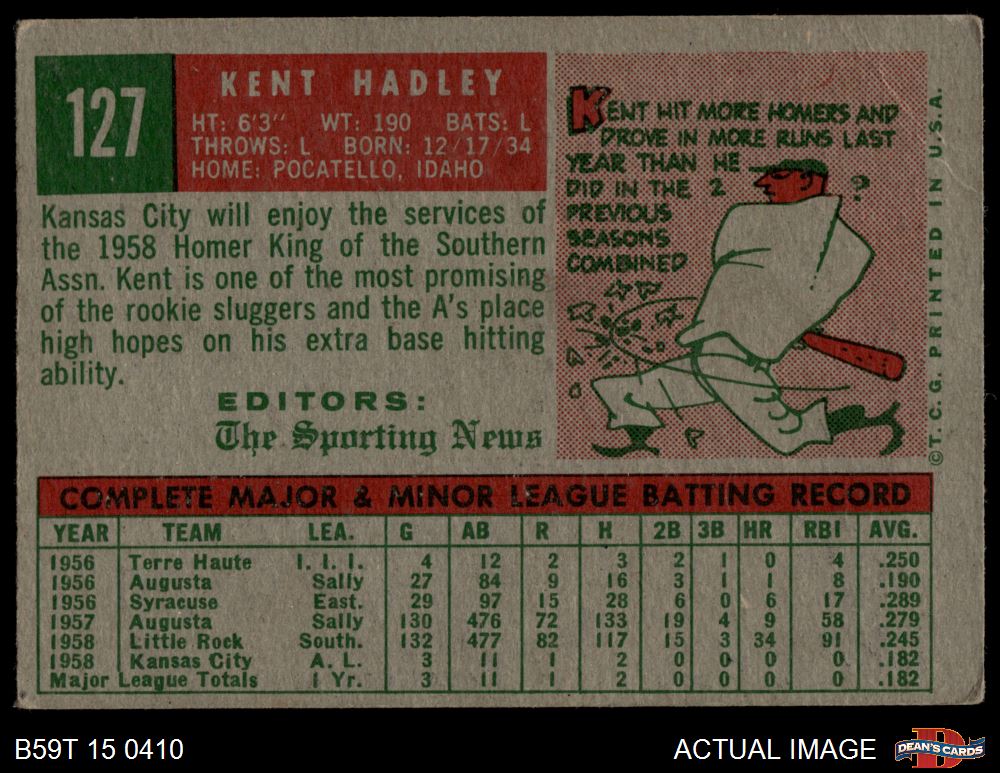 127
KENT HADLEY
HT: 6'3" WT: 190 BATS: L
THROWS: L BORN: 12/17/34
HOME: POCATELLO, IDAHO
Kansas City will enjoy the services of
the 1958 Homer King of the Southern
Assn. Kent is one of the most promising
of the rookie sluggers and the A's place
high hopes on his extra base hitting
ability.
EDITORS:
The Sporting News
KENT HIT MORE HOMERS AND
DROVE IN MORE RUNS LAST
YEAR THAN HE
DID IN THE 2
PREVIOUS
SEASONS
COMBINED
?
©T.C.G. PRINTED IN U.S.A.
COMPLETE MAJOR & MINOR LEAGUE BATTING RECORD
YEAR TEAM LEA. G AB R H 2B 3B HR RBI AVG.
1956 Terre Haute I. I. I. 4 12 2 3 2 1 0 4 .250
1956 Augusta Sally 27 84 9 16 3 1 1 8 .190
1956 Syracuse East. 29 97 15 28 6 0 6 17 .289
1957 Augusta Sally 130 476 72 133 19 4 9 58 .279
1958 Little Rock South. 132 477 82 117 15 3 34 91 .245
1958 Kansas City A. L. 3 11 1 2 0 0 0 0 .182
Major League Totals 1 Yr. 3 11 1 2 0 0 0 0 .182
B59T 15 0410
ACTUAL IMAGE
DEAN'S CARDS